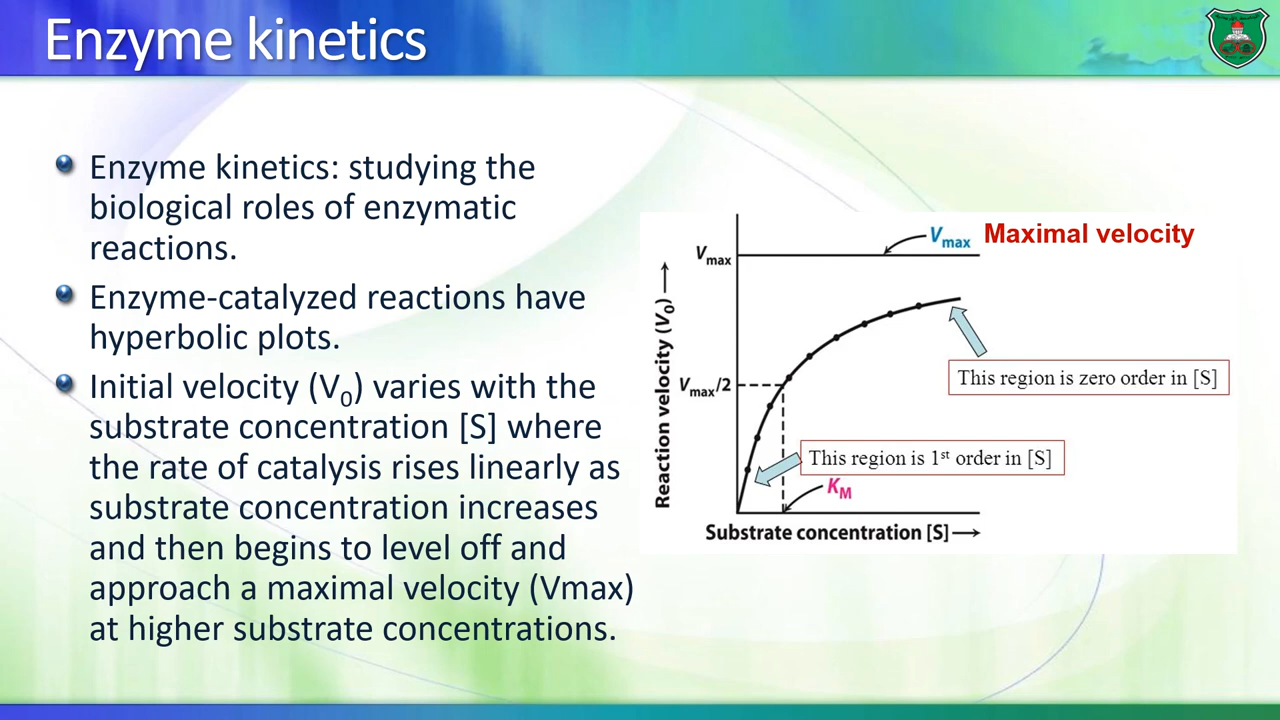 Enzyme kinetics
Enzyme kinetics: studying the
biological roles of enzymatic
reactions.
Enzyme-catalyzed reactions have
hyperbolic plots.
Initial velocity (V₀) varies with the
substrate concentration [S] where
the rate of catalysis rises linearly as
substrate concentration increases
and then begins to level off and
approach a maximal velocity (Vmax)
at higher substrate concentrations.
Vmax Maximal velocity
Vmax
Reaction velocity (V₀) →
This region is zero order in [S]
Vmax/2
This region is 1st order in [S]
KM
Substrate concentration [S] →